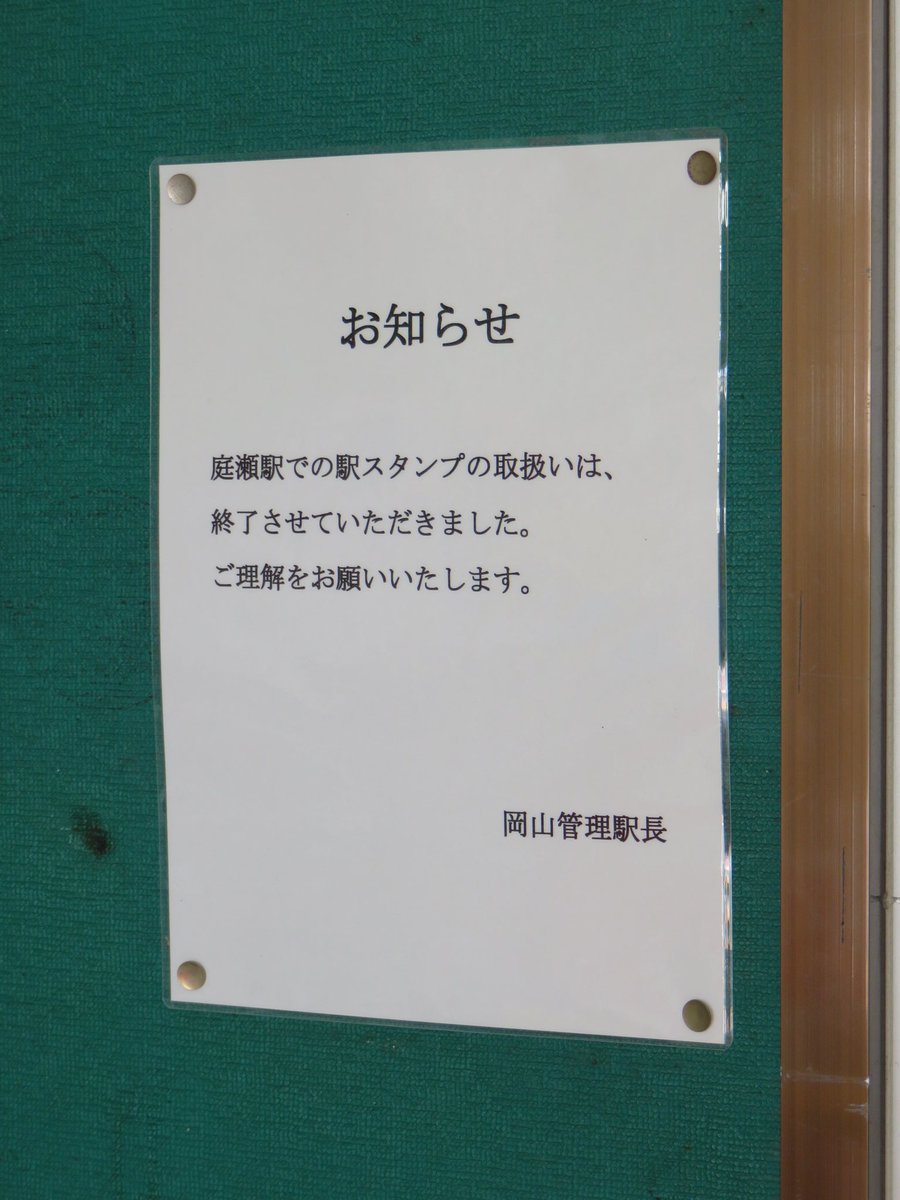 お知らせ
庭瀬駅での駅スタンプの取扱いは、
終了させていただきました。
ご理解をお願いいたします。
岡山管理駅長